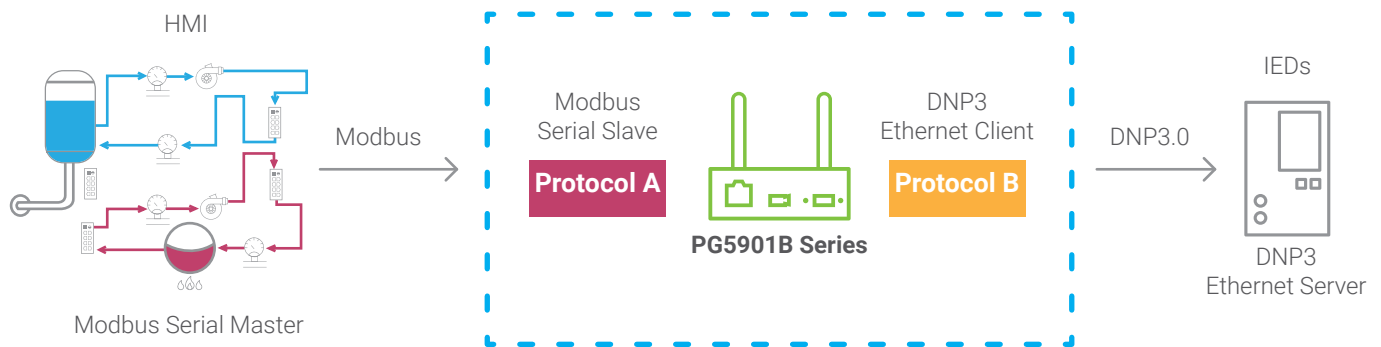 HMI
Modbus Serial Master
Modbus
Modbus
Serial Slave
Protocol A
PG5901B Series
DNP3
Ethernet Client
Protocol B
DNP3.0
IEDs
DNP3
Ethernet Server